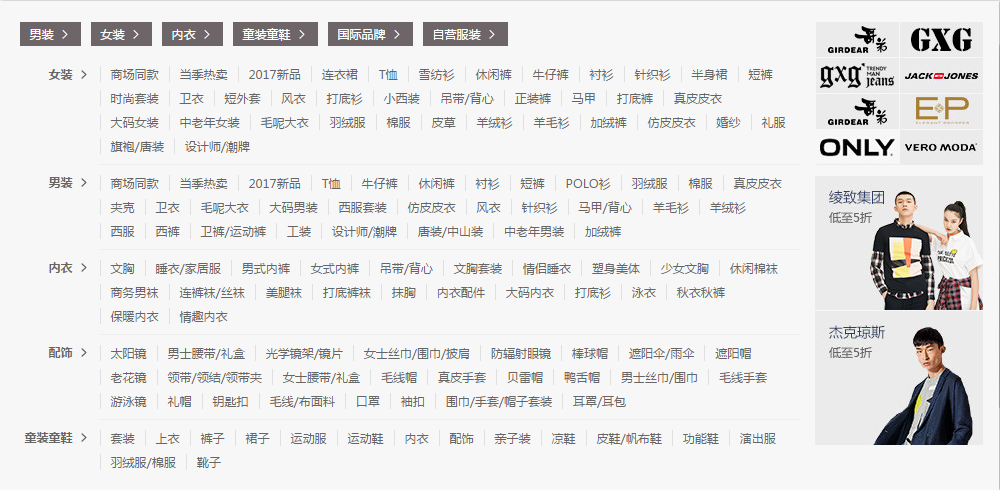 男装 > 女装 > 内衣 > 童装童鞋 > 国际品牌 > 自营服装 >
女装 > 商场同款 当季热卖 2017新品 连衣裙 T恤 雪纺衫 休闲裤 牛仔裤 衬衫 针织衫 半身裙 短裤
时尚套装 卫衣 短外套 风衣 打底衫 小西装 吊带/背心 正装裤 马甲 打底裤 真皮皮衣
大码女装 中老年女装 毛呢大衣 羽绒服 棉服 皮草 羊绒衫 羊毛衫 加绒裤 仿皮皮衣 婚纱 礼服
旗袍/唐装 设计师/潮牌
男装 > 商场同款 当季热卖 2017新品 T恤 牛仔裤 休闲裤 衬衫 短裤 POLO衫 羽绒服 棉服 真皮皮衣
夹克 卫衣 毛呢大衣 大码男装 西服套装 仿皮皮衣 风衣 针织衫 马甲/背心 羊毛衫 羊绒衫
西服 西裤 卫裤/运动裤 工装 设计师/潮牌 唐装/中山装 中老年男装 加绒裤
内衣 > 文胸 睡衣/家居服 男式内裤 女式内裤 吊带/背心 文胸套装 情侣睡衣 塑身美体 少女文胸 休闲棉袜
商务男袜 连裤袜/丝袜 美腿袜 打底裤袜 抹胸 内衣配件 大码内衣 打底衫 泳衣 秋衣秋裤
保暖内衣 情趣内衣
配饰 > 太阳镜 男士腰带/礼盒 光学镜架/镜片 女士丝巾/围巾/披肩 防辐射眼镜 棒球帽 遮阳伞/雨伞 遮阳帽
老花镜 领带/领结/领带夹 女士腰带/礼盒 毛线帽 真皮手套 贝雷帽 鸭舌帽 男士丝巾/围巾 毛线手套
游泳镜 礼帽 钥匙扣 毛线/布面料 口罩 袖扣 围巾/手套/帽子套装 耳罩/耳包
童装童鞋 > 套装 上衣 裤子 裙子 运动服 运动鞋 内衣 配饰 亲子装 凉鞋 皮鞋/帆布鞋 功能鞋 演出服
羽绒服/棉服 靴子
GIRDEAR 哥弟 GXG
gxg jeans TRENDY MAN JACK JONES
GIRDEAR 哥弟 E P
ONLY VERO MODA
绫致集团
低至5折
杰克琼斯
低至5折